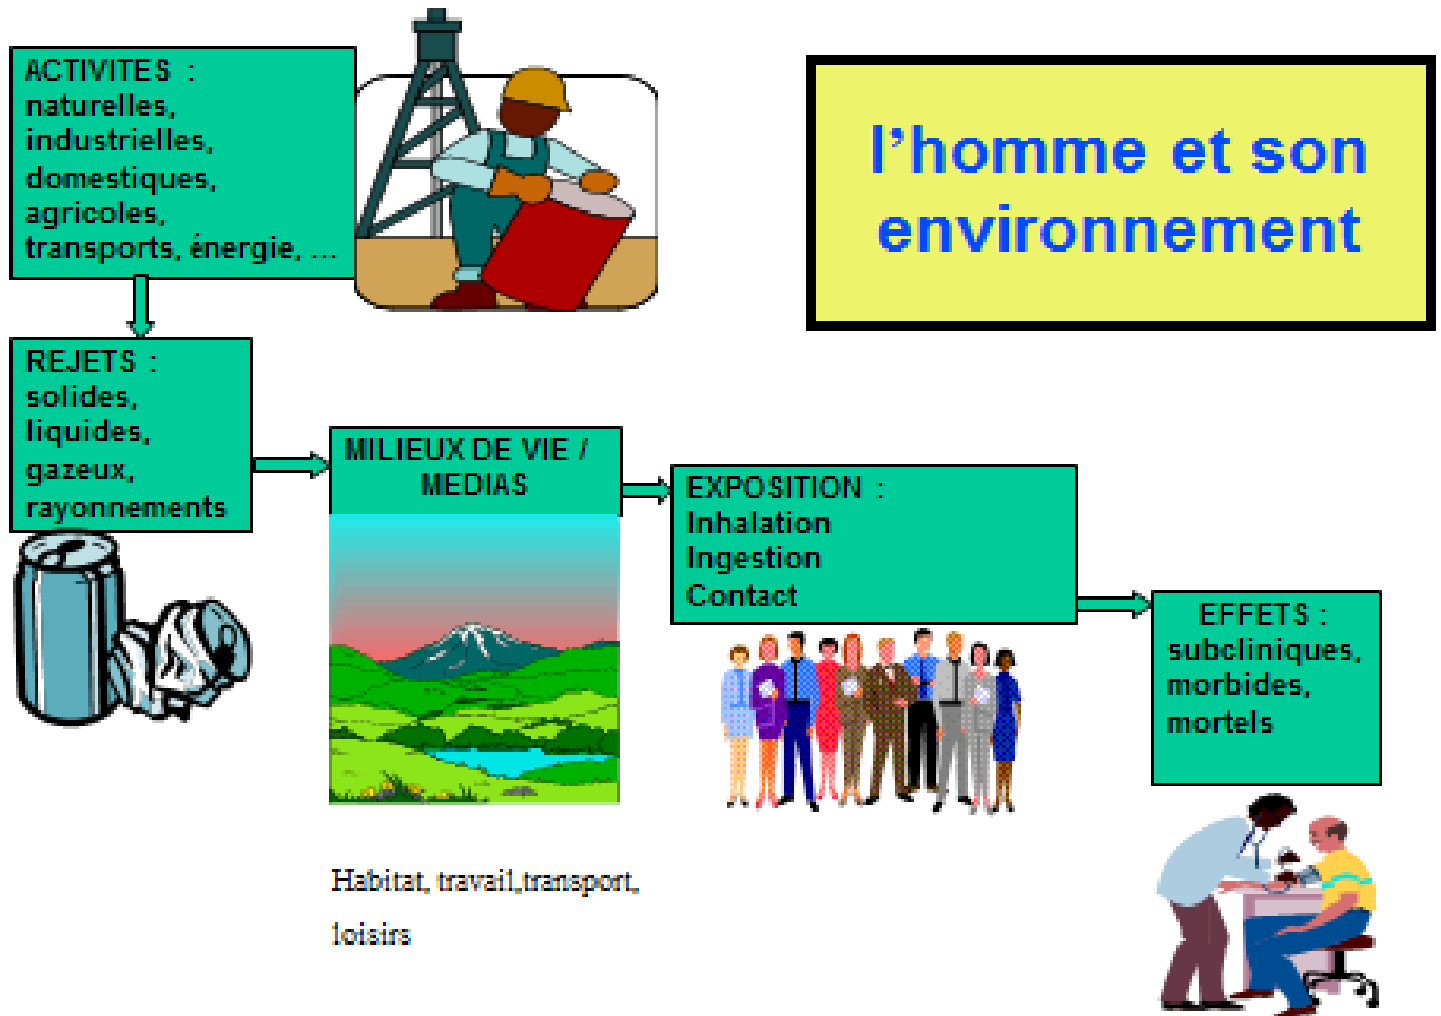 ACTIVITES :
naturelles,
industrielles,
domestiques,
agricoles,
transports, énergie, ...
l’homme et son
environnement
REJETS :
solides,
liquides,
gazeux,
rayonnements
MILIEUX DE VIE /
MEDIAS
EXPOSITION :
Inhalation
Ingestion
Contact
EFFETS :
subcliniques,
morbides,
mortels
Habitat, travail,transport,
loisirs